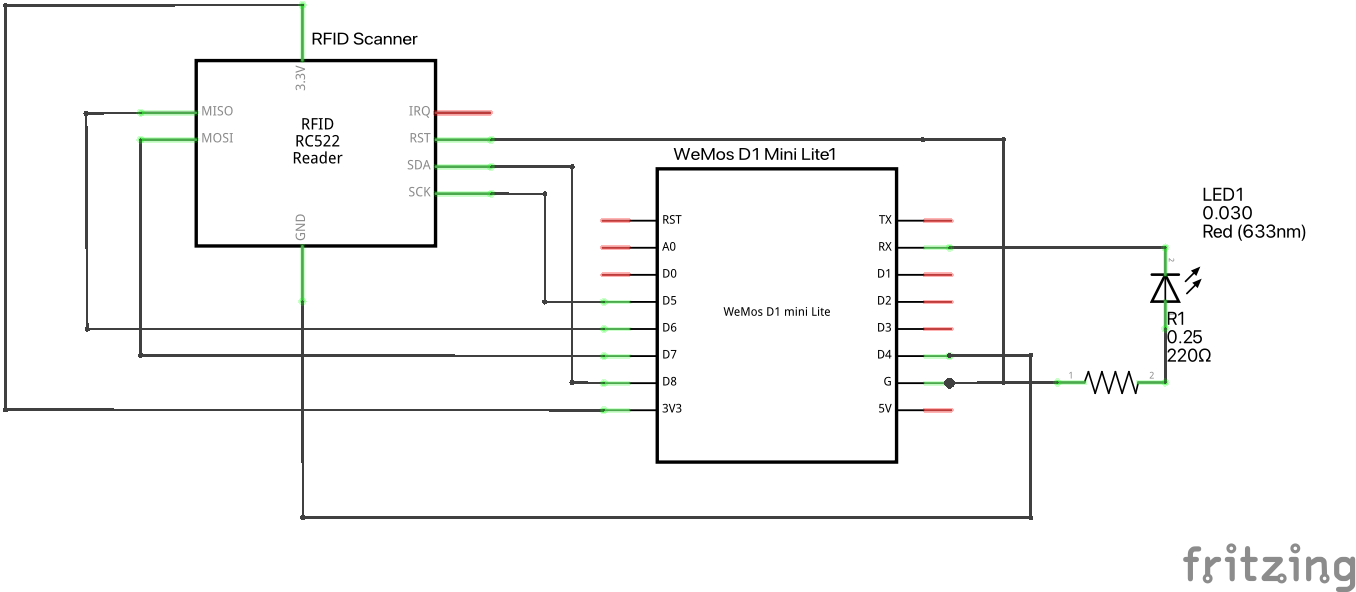 RFID Scanner
3.3V
MISO
MOSI
RFID
RC522
Reader
IRQ
RST
SDA
SCK
GND
WeMos D1 Mini Lite1
RST
A0
D0
D5
D6
D7
D8
3V3
WeMos D1 mini Lite
TX
RX
D1
D2
D3
D4
G
5V
LED1
0.030
Red (633nm)
2
R1
0.25
220Ω
1
2
fritzing